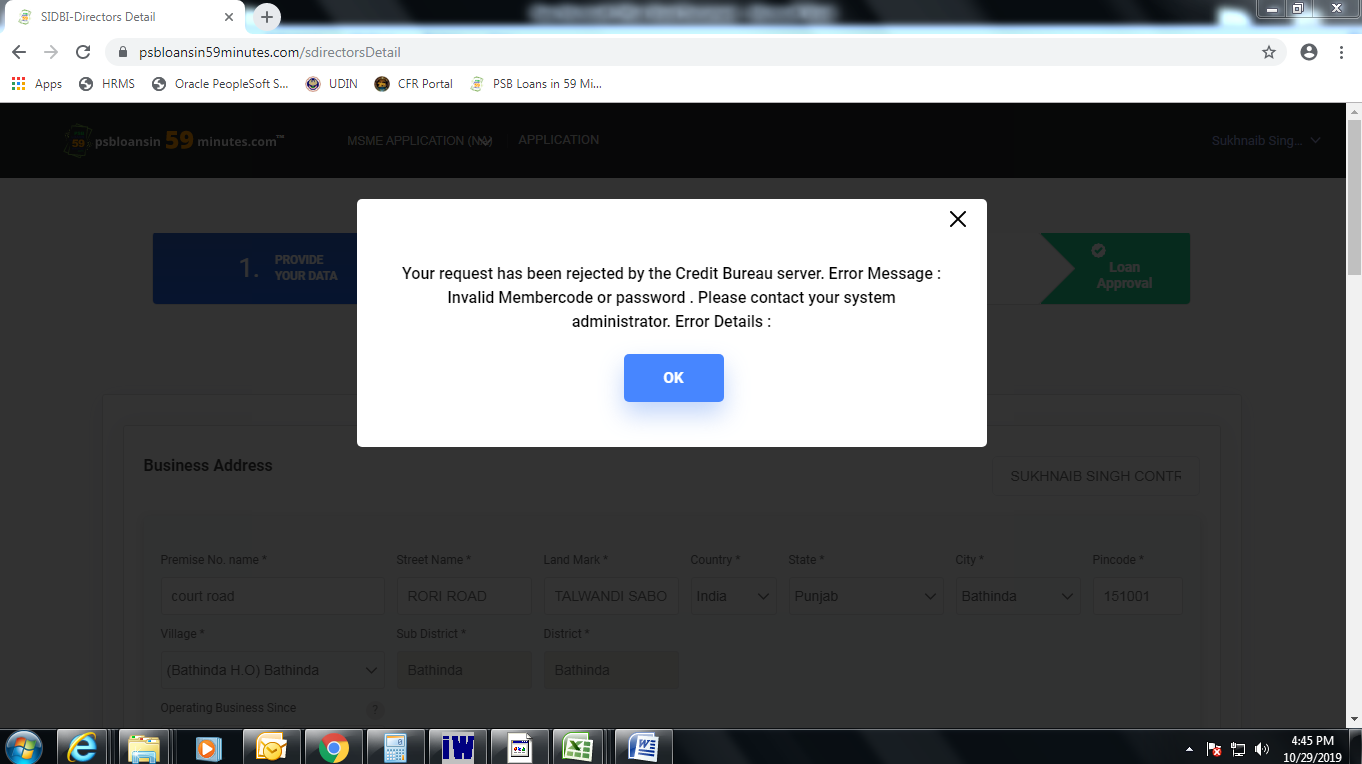 SIDBI-Directors Detail
psbloansin59minutes.com/sdirectorsDetail
Apps HRMS Oracle PeopleSoft S... UDIN CFR Portal PSB Loans in 59 Mi...
59 psbloansin 59 minutes.com™ MSME APPLICATION APPLICATION Sukhnaib Sing...
1. PROVIDE
YOUR DATA
Loan
Approval
Your request has been rejected by the Credit Bureau server. Error Message :
Invalid Membercode or password . Please contact your system
administrator. Error Details :
OK
Business Address
SUKHNAIB SINGH CONTR
Premise No. name * Street Name * Land Mark * Country * State * City * Pincode *
court road RORI ROAD TALWANDI SABO India Punjab Bathinda 151001
Village * Sub District * District *
(Bathinda H.O) Bathinda Bathinda Bathinda
Operating Business Since ?
4:45 PM
10/29/2019